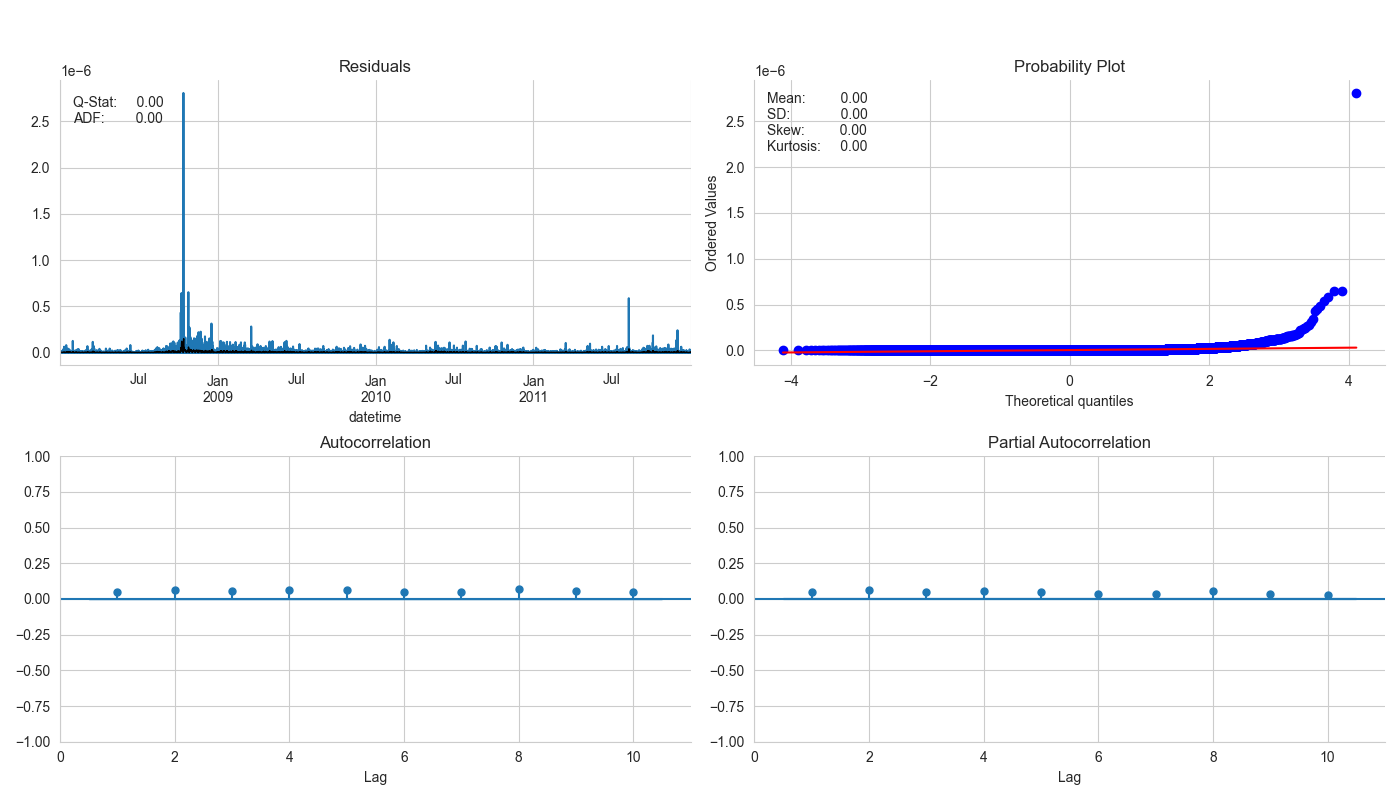 Residuals
1e−6
Q-Stat: 0.00
ADF: 0.00
2.5
2.0
1.5
1.0
0.5
0.0
Jul
Jan
2009
Jul
Jan
2010
Jul
Jan
2011
Jul
datetime
Probability Plot
1e−6
Mean: 0.00
SD: 0.00
Skew: 0.00
Kurtosis: 0.00
Ordered Values
2.5
2.0
1.5
1.0
0.5
0.0
−4 −2 0 2 4
Theoretical quantiles
Autocorrelation
1.00
0.75
0.50
0.25
0.00
−0.25
−0.50
−0.75
−1.00
0 2 4 6 8 10
Lag
Partial Autocorrelation
1.00
0.75
0.50
0.25
0.00
−0.25
−0.50
−0.75
−1.00
0 2 4 6 8 10
Lag